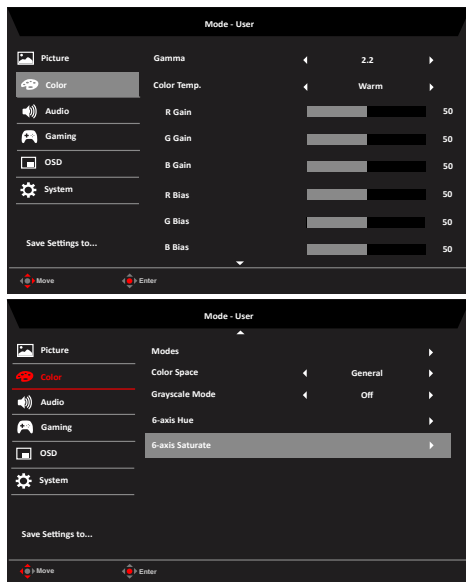 Mode - User
Picture
Gamma 2.2
Color
Color Temp. Warm
Audio
R Gain 50
Gaming
G Gain 50
OSD
B Gain 50
System
R Bias 50
G Bias 50
Save Settings to...
B Bias 50
Move Enter
Mode - User
Picture
Modes
Color
Color Space General
Audio
Grayscale Mode Off
Gaming
6-axis Hue
OSD
6-axis Saturate
System
Save Settings to...
Move Enter